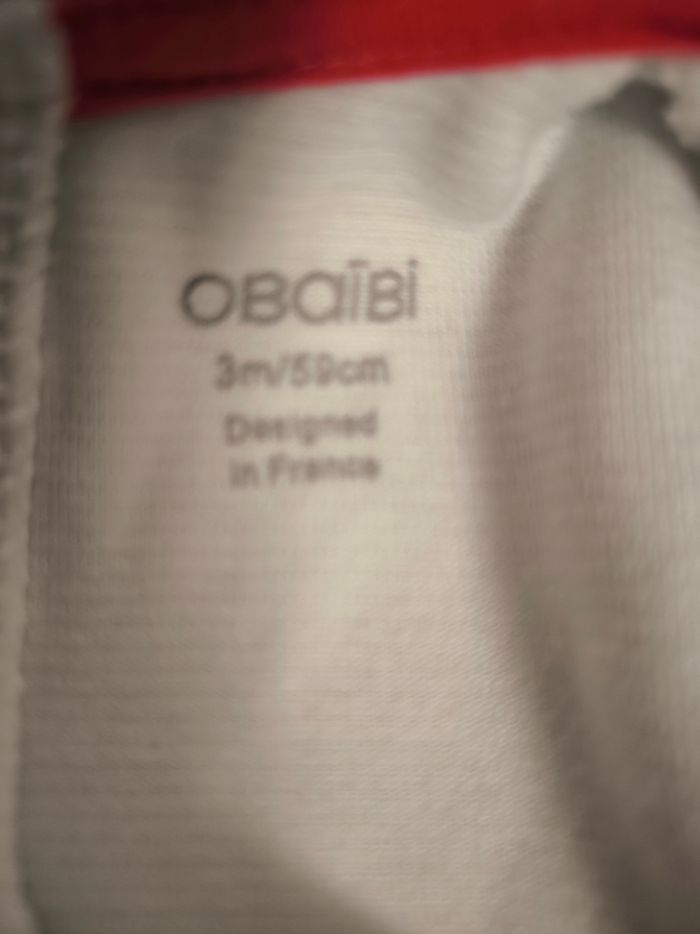 OBaïBi
3m/59cm
Designed
in France